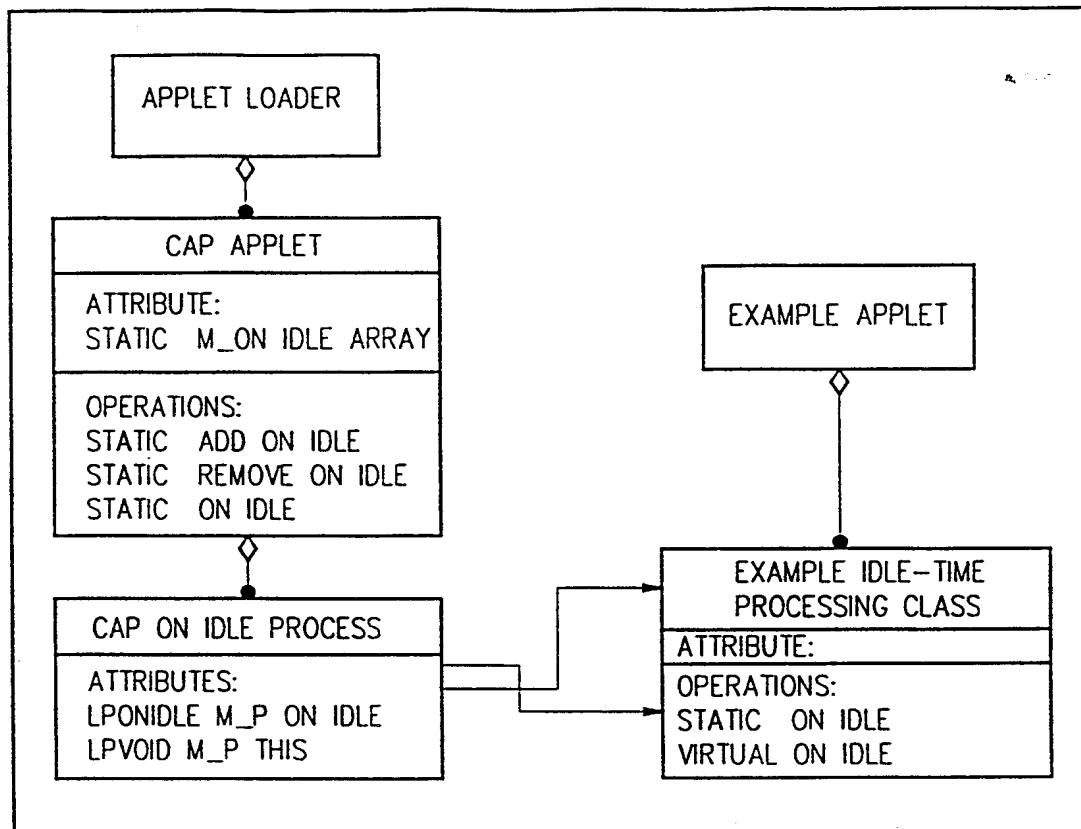 APPLET LOADER
CAP APPLET
ATTRIBUTE:
STATIC M_ON IDLE ARRAY
OPERATIONS:
STATIC ADD ON IDLE
STATIC REMOVE ON IDLE
STATIC ON IDLE
CAP ON IDLE PROCESS
ATTRIBUTES:
LPONIDLE M_P ON IDLE
LPVOID M_P THIS
EXAMPLE APPLET
EXAMPLE IDLE-TIME
PROCESSING CLASS
ATTRIBUTE:
OPERATIONS:
STATIC ON IDLE
VIRTUAL ON IDLE